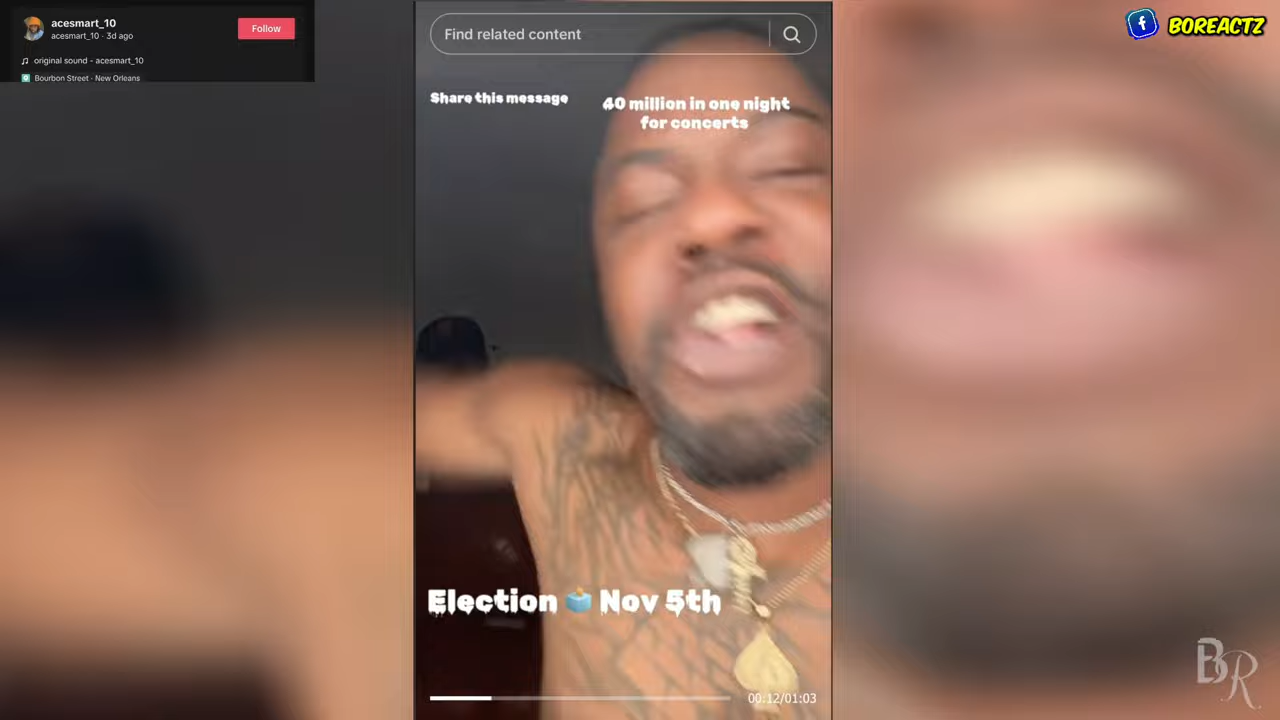 acesmart_10
acesmart_10 · 3d ago
Follow
original sound - acesmart_10
Bourbon Street · New Orleans
Find related content
Share this message
40 million in one night
for concerts
Election 🗳️ Nov 5th
00:12/01:03
BOREACTZ
BR